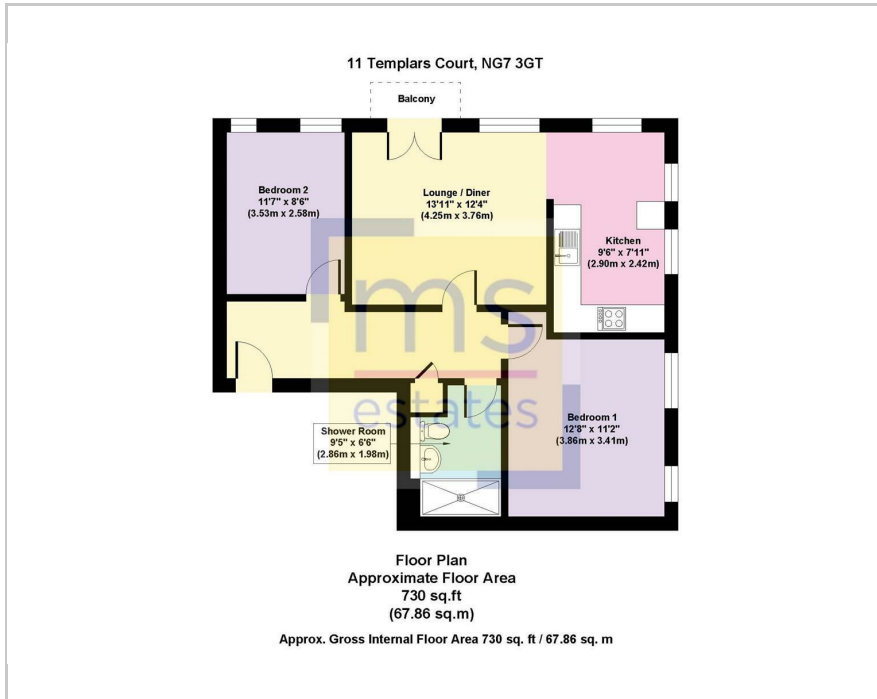 11 Templars Court, NG7 3GT
Balcony
Bedroom 2
11'7" x 8'6"
(3.53m x 2.58m)
Lounge / Diner
13'11" x 12'4"
(4.25m x 3.76m)
Kitchen
9'6" x 7'11"
(2.90m x 2.42m)
ms
estates
Bedroom 1
12'8" x 11'2"
(3.86m x 3.41m)
Shower Room
9'5" x 6'6"
(2.86m x 1.98m)
Floor Plan
Approximate Floor Area
730 sq.ft
(67.86 sq.m)
Approx. Gross Internal Floor Area 730 sq. ft / 67.86 sq. m